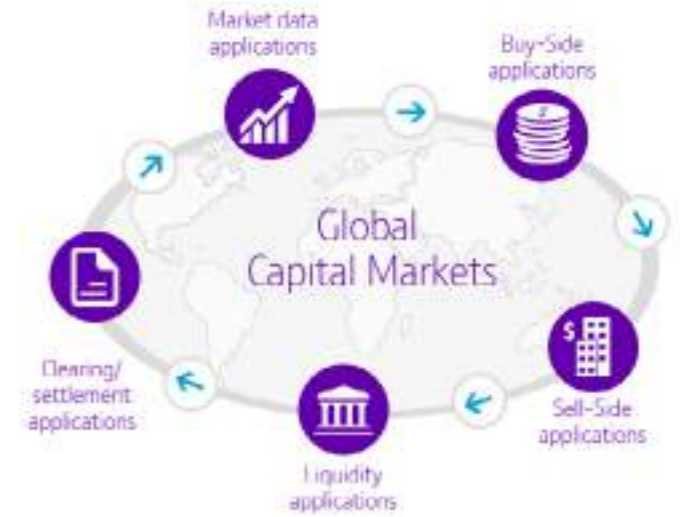 Market data
applications
Buy-Side
applications
Global
Capital Markets
$
Clearing/
settlement
applications
Sell-Side
applications
Liquidity
applications